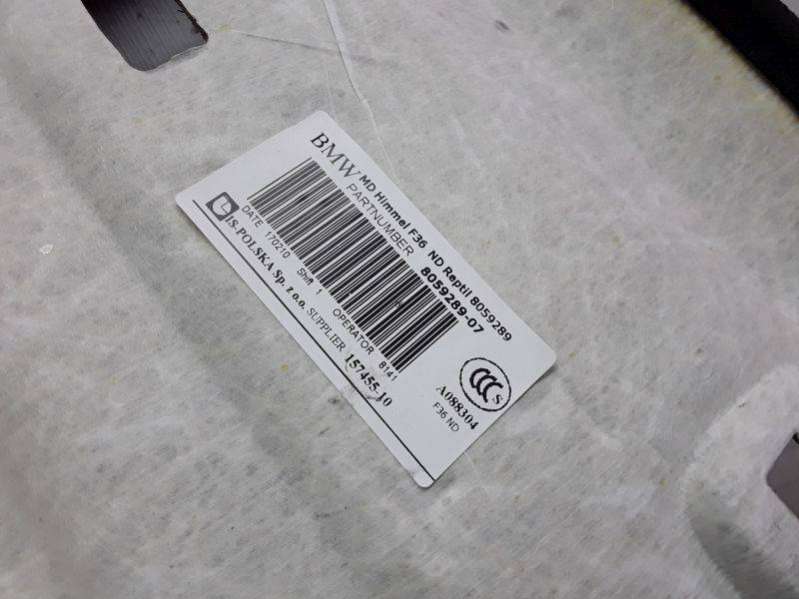 BMW MD Himmel F36 ND Reptil 8059289
PARTNUMBER 8059289-07
DATE 170210 Shift 1 OPERATOR 8141
IS-POLSKA Sp. z o.o. SUPPLIER 157455.10
CCC S
A088304
F36 ND